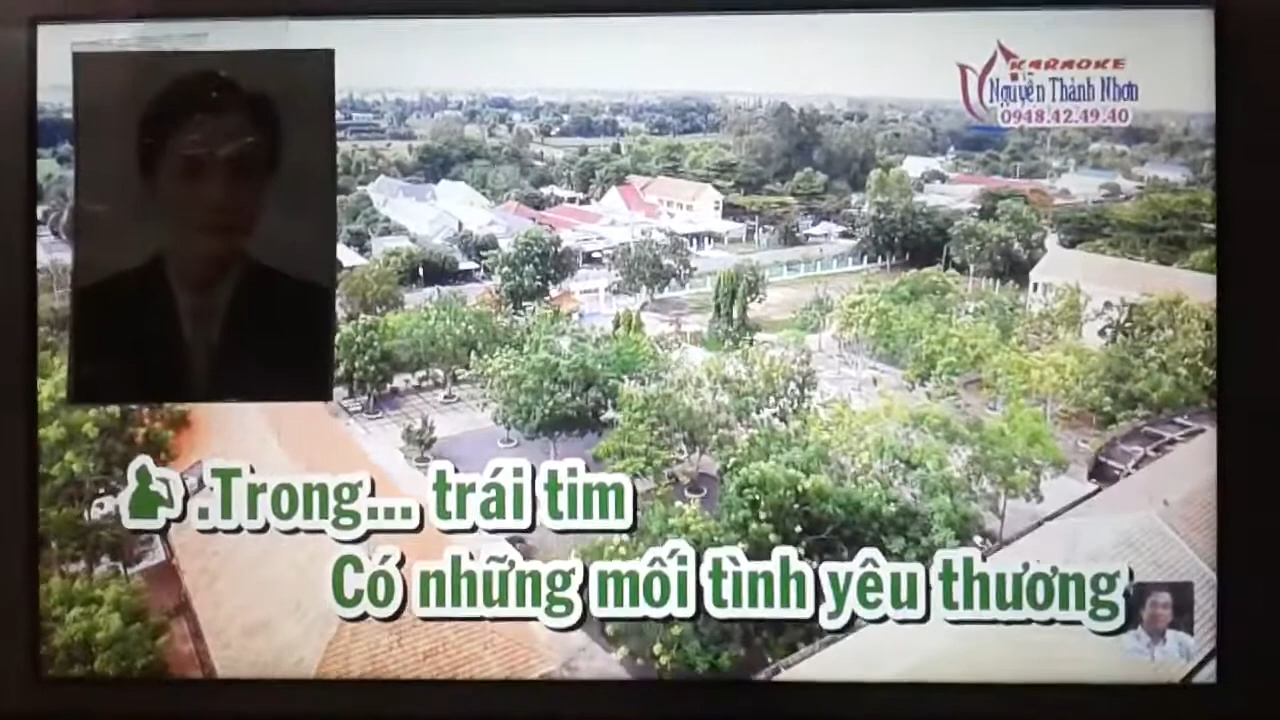 KARAOKE
Nguyễn Thành Nhơn
0948.42.49.40
.Trong... trái tim
Có những mối tình yêu thương